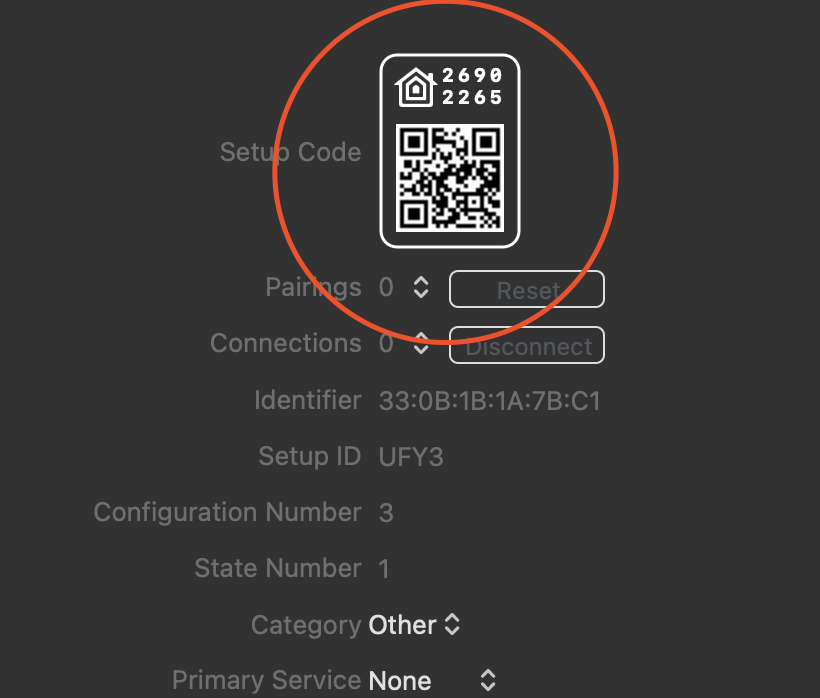 2690
2265
Setup Code
Pairings 0 Reset
Connections 0 Disconnect
Identifier 33:0B:1B:1A:7B:C1
Setup ID UFY3
Configuration Number 3
State Number 1
Category Other
Primary Service None